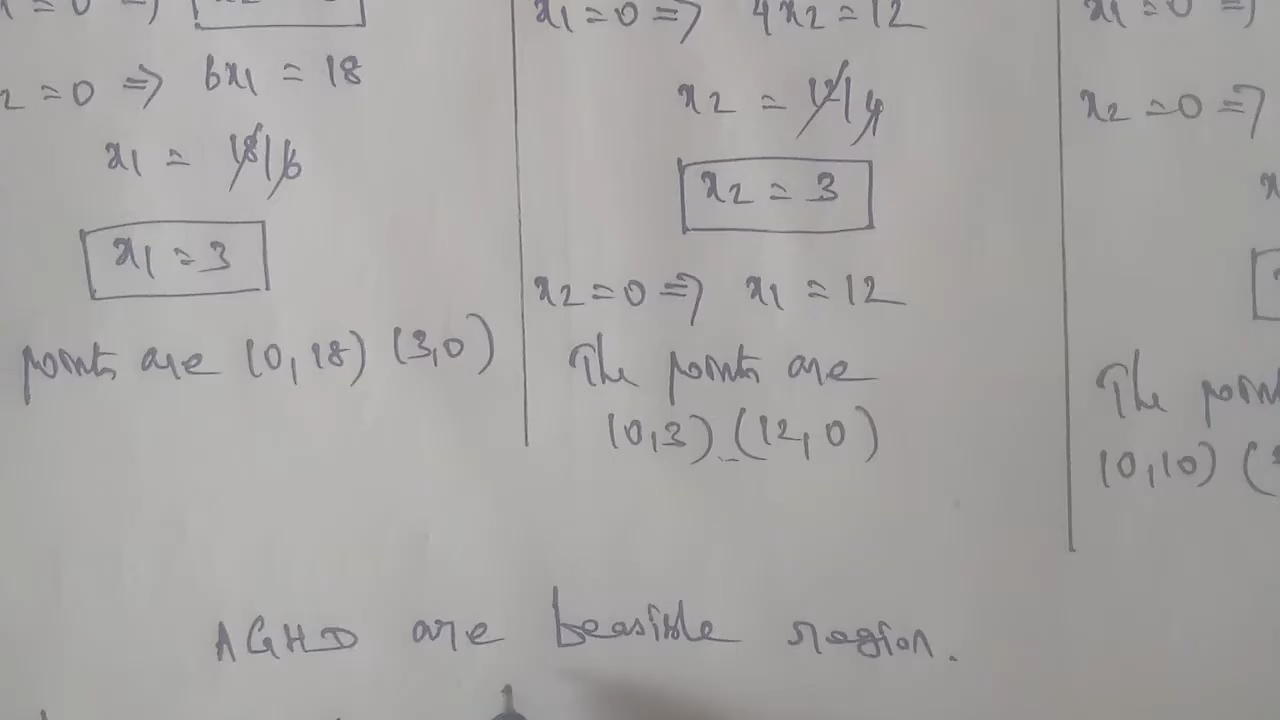 x2 = 0 => 6x1 = 18
x1 = 18/6
x1 = 3
points are (0,18) (3,0)
x1 = 0 => 4x2 = 12
x2 = 12/4
x2 = 3
x2 = 0 => x1 = 12
The points are
(0,3) (12,0)
x1 = 0 =>
x2 = 0 =>
The
(0,10) (
AGHD are feasible region.